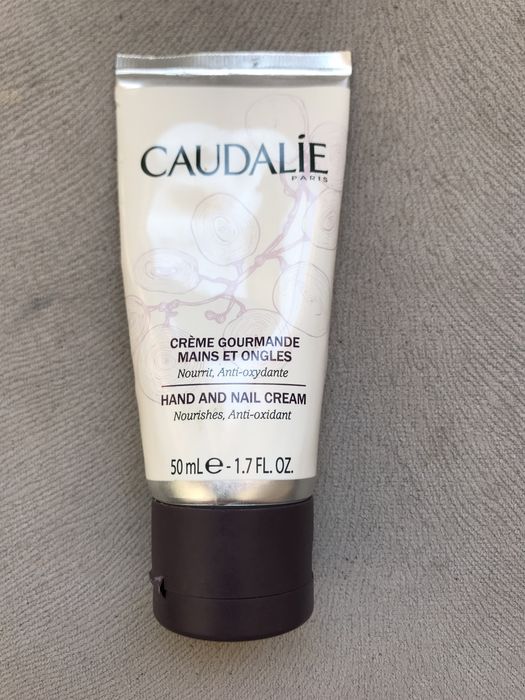 CAUDALÍE
PARIS
CRÈME GOURMANDE
MAINS ET ONGLES
Nourrit, Anti-oxydante
HAND AND NAIL CREAM
Nourishes, Anti-oxidant
50 mL℮ - 1.7 FL. OZ.